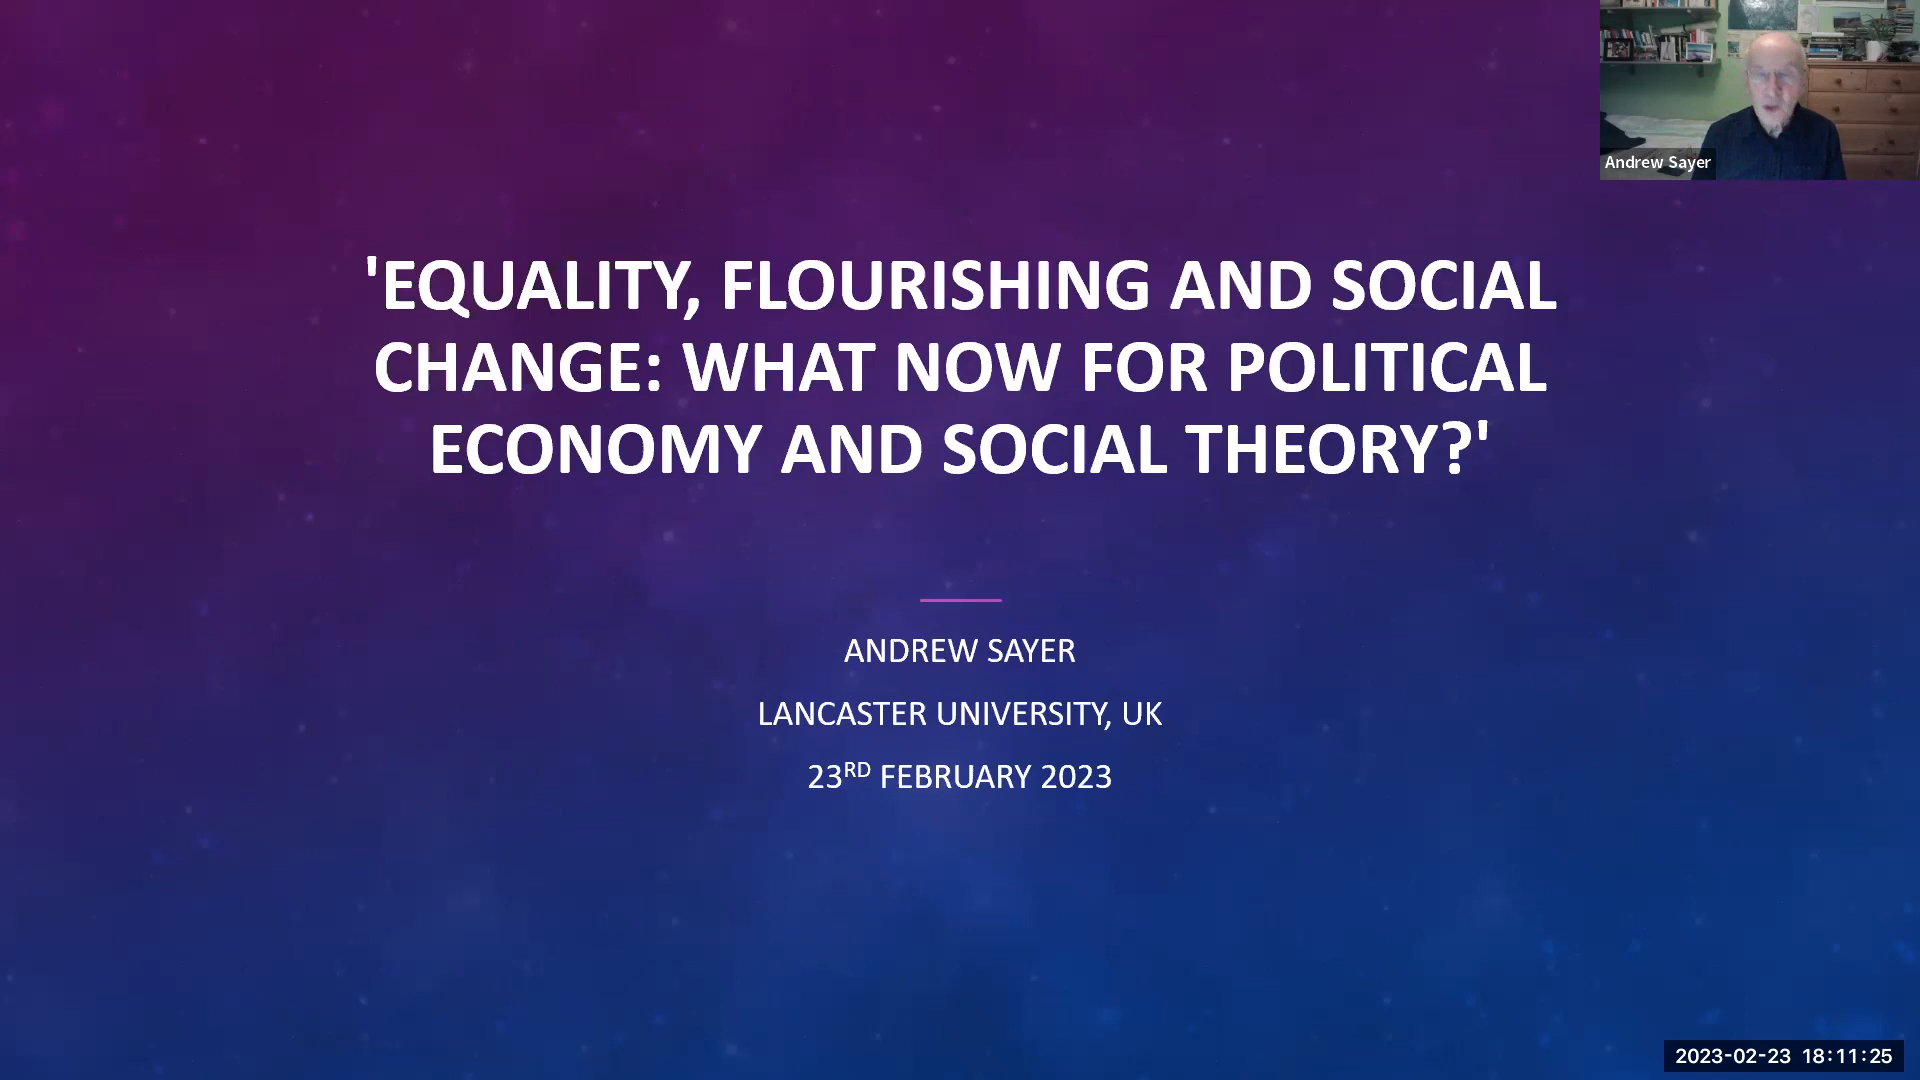 Andrew Sayer
'EQUALITY, FLOURISHING AND SOCIAL
CHANGE: WHAT NOW FOR POLITICAL
ECONOMY AND SOCIAL THEORY?'
ANDREW SAYER
LANCASTER UNIVERSITY, UK
23RD FEBRUARY 2023
2023-02-23 18:11:25